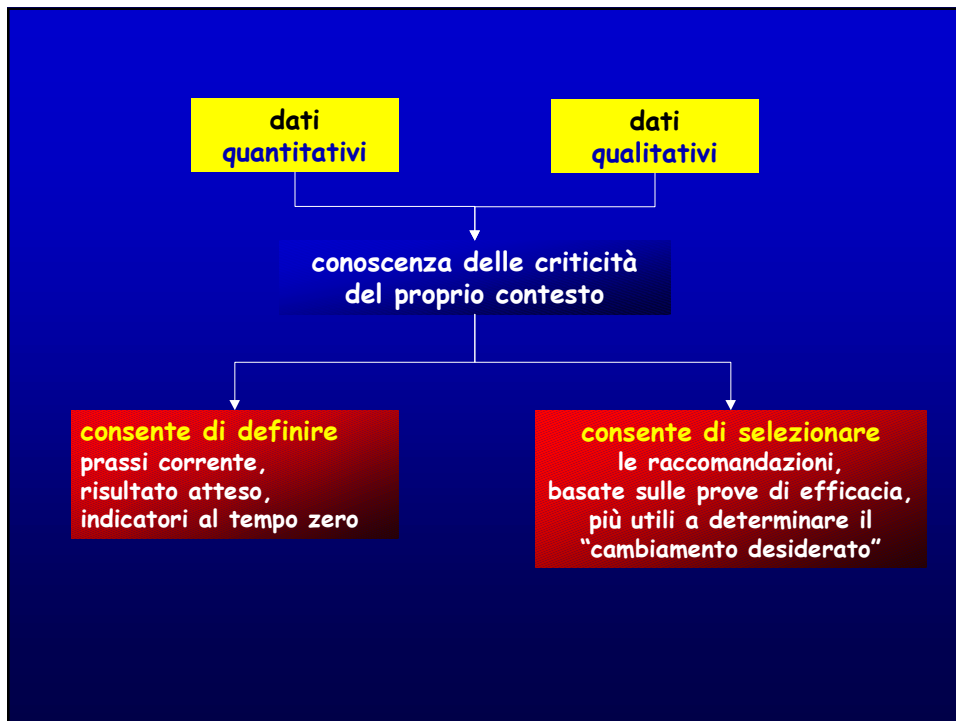 dati
quantitativi
dati
qualitativi
conoscenza delle criticità
del proprio contesto
consente di definire
prassi corrente,
risultato atteso,
indicatori al tempo zero
consente di selezionare
le raccomandazioni,
basate sulle prove di efficacia,
più utili a determinare il
“cambiamento desiderato”